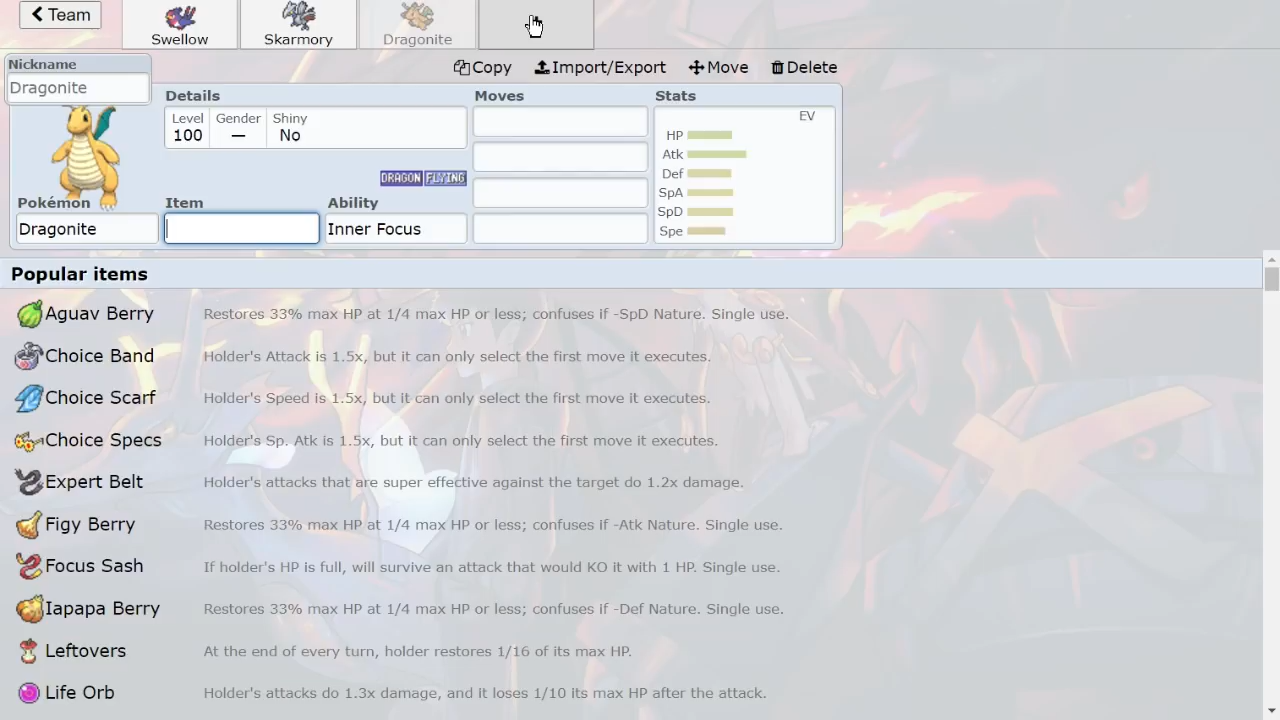 Team
Swellow
Skarmory
Dragonite
Nickname
Dragonite
Copy
Import/Export
Move
Delete
Details
Level
100
Gender
—
Shiny
No
DRAGON FLYING
Pokémon
Dragonite
Item
Ability
Inner Focus
Moves
Stats
EV
HP
Atk
Def
SpA
SpD
Spe
Popular items
Aguav Berry Restores 33% max HP at 1/4 max HP or less; confuses if -SpD Nature. Single use.
Choice Band Holder's Attack is 1.5x, but it can only select the first move it executes.
Choice Scarf Holder's Speed is 1.5x, but it can only select the first move it executes.
Choice Specs Holder's Sp. Atk is 1.5x, but it can only select the first move it executes.
Expert Belt Holder's attacks that are super effective against the target do 1.2x damage.
Figy Berry Restores 33% max HP at 1/4 max HP or less; confuses if -Atk Nature. Single use.
Focus Sash If holder's HP is full, will survive an attack that would KO it with 1 HP. Single use.
Iapapa Berry Restores 33% max HP at 1/4 max HP or less; confuses if -Def Nature. Single use.
Leftovers At the end of every turn, holder restores 1/16 of its max HP.
Life Orb Holder's attacks do 1.3x damage, and it loses 1/10 its max HP after the attack.